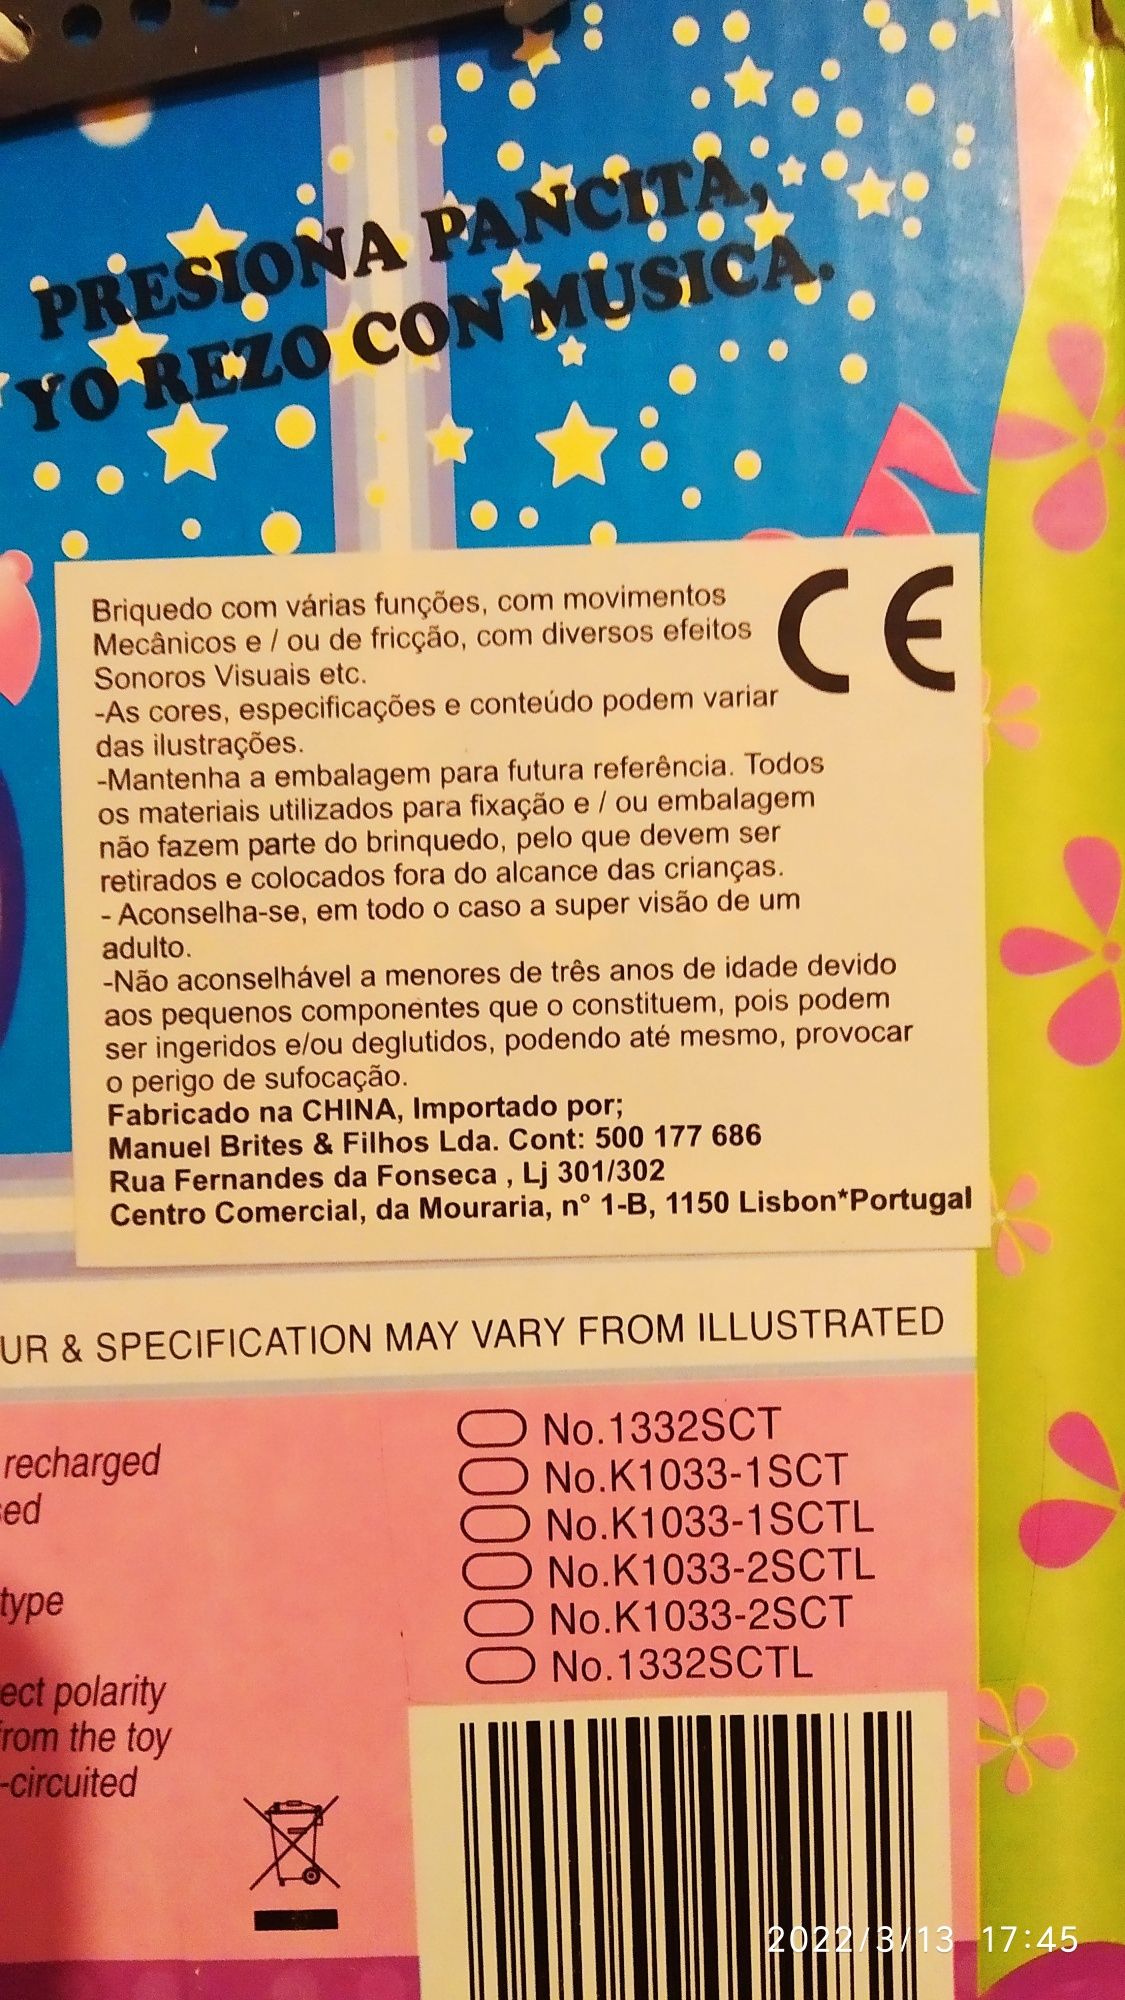 PRESIONA PANCITA,
YO REZO CON MUSICA.
CE
Briquedo com várias funções, com movimentos
Mecânicos e / ou de fricção, com diversos efeitos
Sonoros Visuais etc.
-As cores, especificações e conteúdo podem variar
das ilustrações.
-Mantenha a embalagem para futura referência. Todos
os materiais utilizados para fixação e / ou embalagem
não fazem parte do brinquedo, pelo que devem ser
retirados e colocados fora do alcance das crianças.
- Aconselha-se, em todo o caso a super visão de um
adulto.
-Não aconselhável a menores de três anos de idade devido
aos pequenos componentes que o constituem, pois podem
ser ingeridos e/ou deglutidos, podendo até mesmo, provocar
o perigo de sufocação.
Fabricado na CHINA, Importado por;
Manuel Brites & Filhos Lda. Cont: 500 177 686
Rua Fernandes da Fonseca , Lj 301/302
Centro Comercial, da Mouraria, nº 1-B, 1150 Lisbon*Portugal
UR & SPECIFICATION MAY VARY FROM ILLUSTRATED
recharged
sed
type
ect polarity
from the toy
-circuited
No.1332SCT
No.K1033-1SCT
No.K1033-1SCTL
No.K1033-2SCTL
No.K1033-2SCT
No.1332SCTL
2022/3/13 17:45